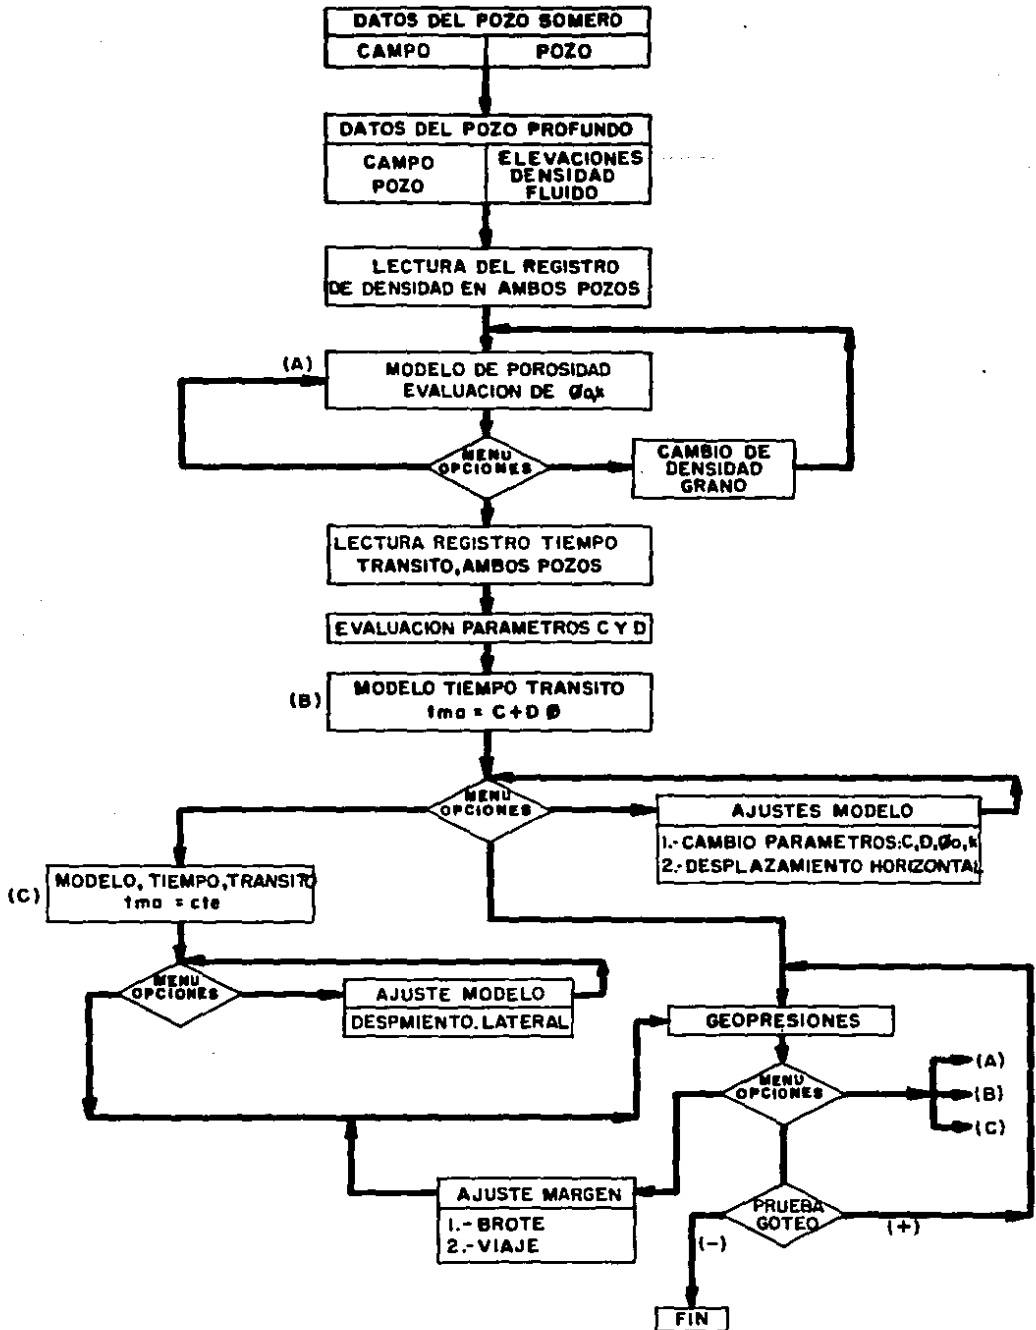 DATOS DEL POZO SOMERO
CAMPO
POZO
DATOS DEL POZO PROFUNDO
CAMPO
POZO
ELEVACIONES
DENSIDAD
FLUIDO
LECTURA DEL REGISTRO
DE DENSIDAD EN AMBOS POZOS
(A)
MODELO DE POROSIDAD
EVALUACION DE Øo,k
MENU
OPCIONES
CAMBIO DE
DENSIDAD
GRANO
LECTURA REGISTRO TIEMPO
TRANSITO, AMBOS POZOS
EVALUACION PARAMETROS C Y D
(B)
MODELO TIEMPO TRANSITO
tma = C+D Ø
MENU
OPCIONES
AJUSTES MODELO
1.-CAMBIO PARAMETROS:C,D,Øo,k
2.-DESPLAZAMIENTO HORIZONTAL
(C)
MODELO, TIEMPO, TRANSITO
tma = cte
MENU
OPCIONES
AJUSTE MODELO
DESPMIENTO. LATERAL
GEOPRESIONES
MENU
OPCIONES
(A)
(B)
(C)
AJUSTE MARGEN
1.-BROTE
2.-VIAJE
PRUEBA
GOTEO
(-)
(+)
FIN